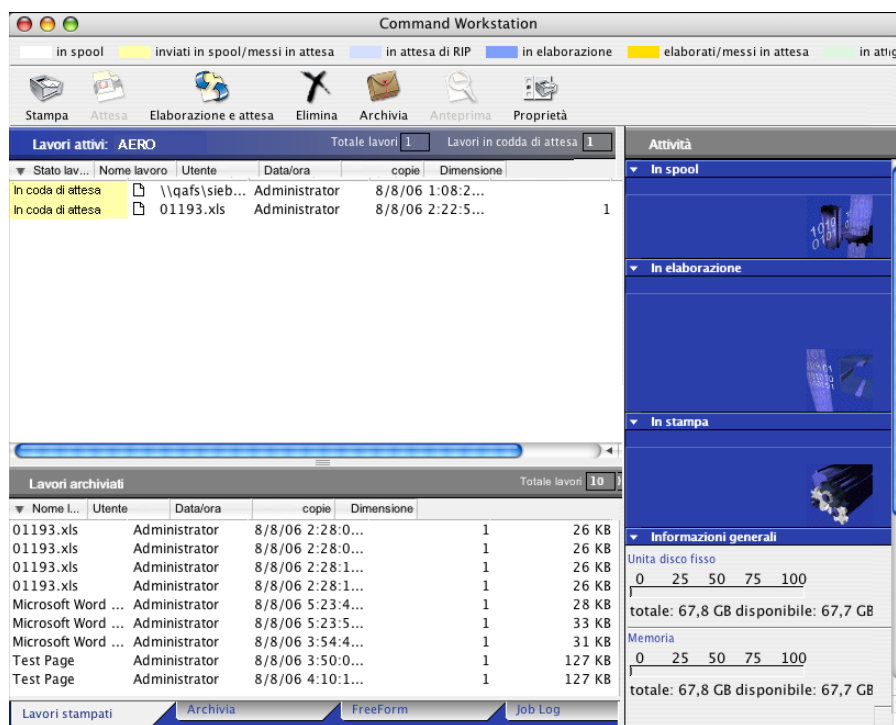 Command Workstation
in spool inviati in spool/messi in attesa in attesa di RIP in elaborazione elaborati/messi in attesa in
Stampa Attesa Elaborazione e attesa Elimina Archivia Anteprima Proprietà
Lavori attivi: AERO Totale lavori 1 Lavori in codda di attesa 1
Stato lav... Nome lavoro Utente Data/ora copie Dimensione
In coda di attesa \\qafs\sieb... Administrator 8/8/06 1:08:2...
In coda di attesa 01193.xls Administrator 8/8/06 2:22:5... 1
Lavori archiviati Totale lavori 10
Nome l... Utente Data/ora copie Dimensione
01193.xls Administrator 8/8/06 2:28:0... 1 26 KB
01193.xls Administrator 8/8/06 2:28:0... 1 26 KB
01193.xls Administrator 8/8/06 2:28:1... 1 26 KB
01193.xls Administrator 8/8/06 2:28:1... 1 26 KB
Microsoft Word ... Administrator 8/8/06 5:23:4... 1 28 KB
Microsoft Word ... Administrator 8/8/06 5:23:5... 1 33 KB
Microsoft Word ... Administrator 8/8/06 3:54:4... 1 31 KB
Test Page Administrator 8/8/06 3:50:0... 1 127 KB
Test Page Administrator 8/8/06 4:10:1... 1 127 KB
Lavori stampati Archivia FreeForm Job Log
Attività
In spool
In elaborazione
In stampa
Informazioni generali
Unita disco fisso
0 25 50 75 100
totale: 67,8 GB disponibile: 67,7 GB
Memoria
0 25 50 75 100
totale: 67,8 GB disponibile: 67,7 GB